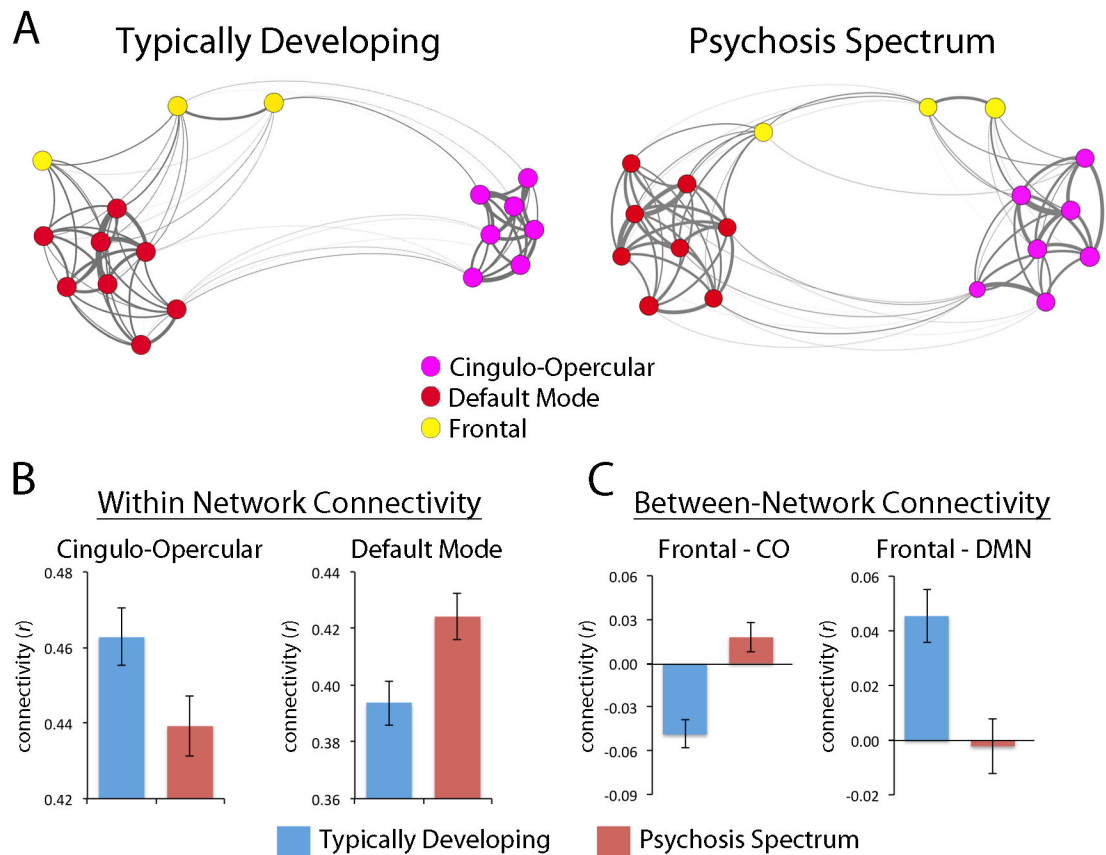 A
Typically Developing
Psychosis Spectrum
Cingulo-Opercular
Default Mode
Frontal
B
Within Network Connectivity
Cingulo-Opercular
connectivity (r)
0.48
0.46
0.44
0.42
Default Mode
connectivity (r)
0.44
0.42
0.40
0.38
0.36
C
Between-Network Connectivity
Frontal - CO
connectivity (r)
0.06
0.03
0.00
-0.03
-0.06
-0.09
Frontal - DMN
connectivity (r)
0.06
0.04
0.02
0.00
-0.02
Typically Developing
Psychosis Spectrum